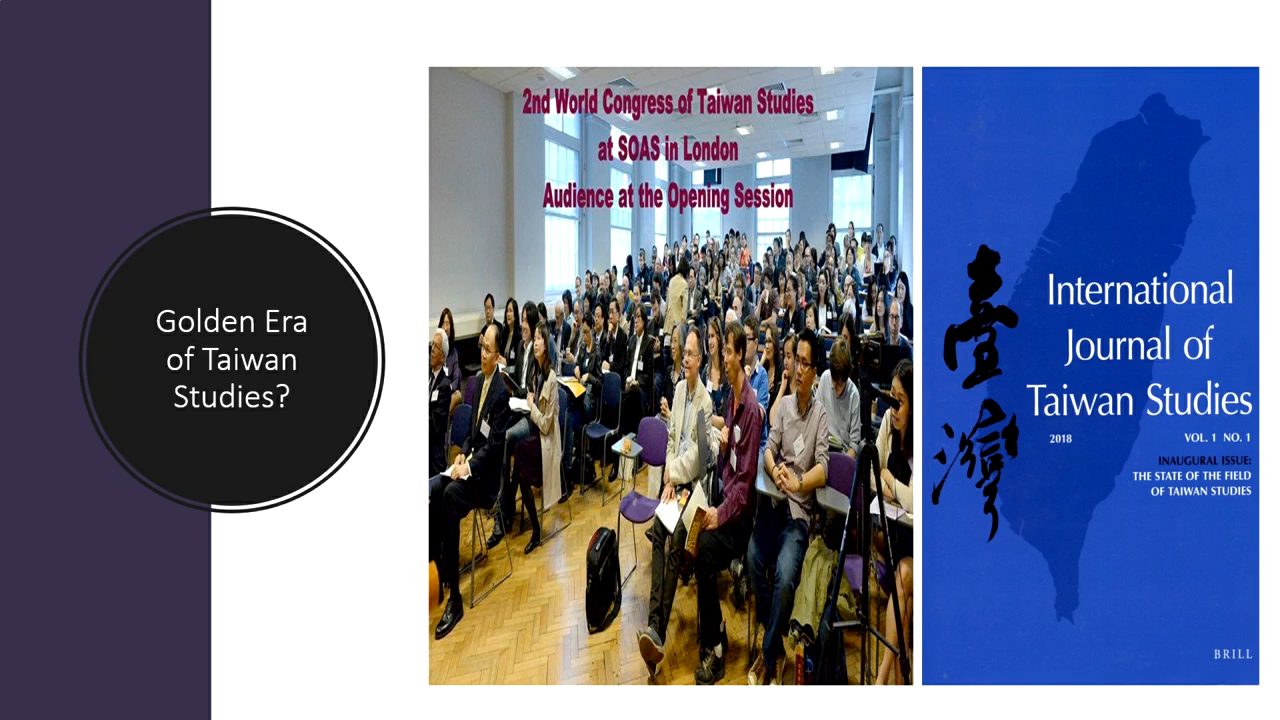 Golden Era
of Taiwan
Studies?
2nd World Congress of Taiwan Studies
at SOAS in London
Audience at the Opening Session
臺灣
International
Journal of
Taiwan Studies
2018 VOL. 1 NO. 1
INAUGURAL ISSUE:
THE STATE OF THE FIELD
OF TAIWAN STUDIES
BRILL